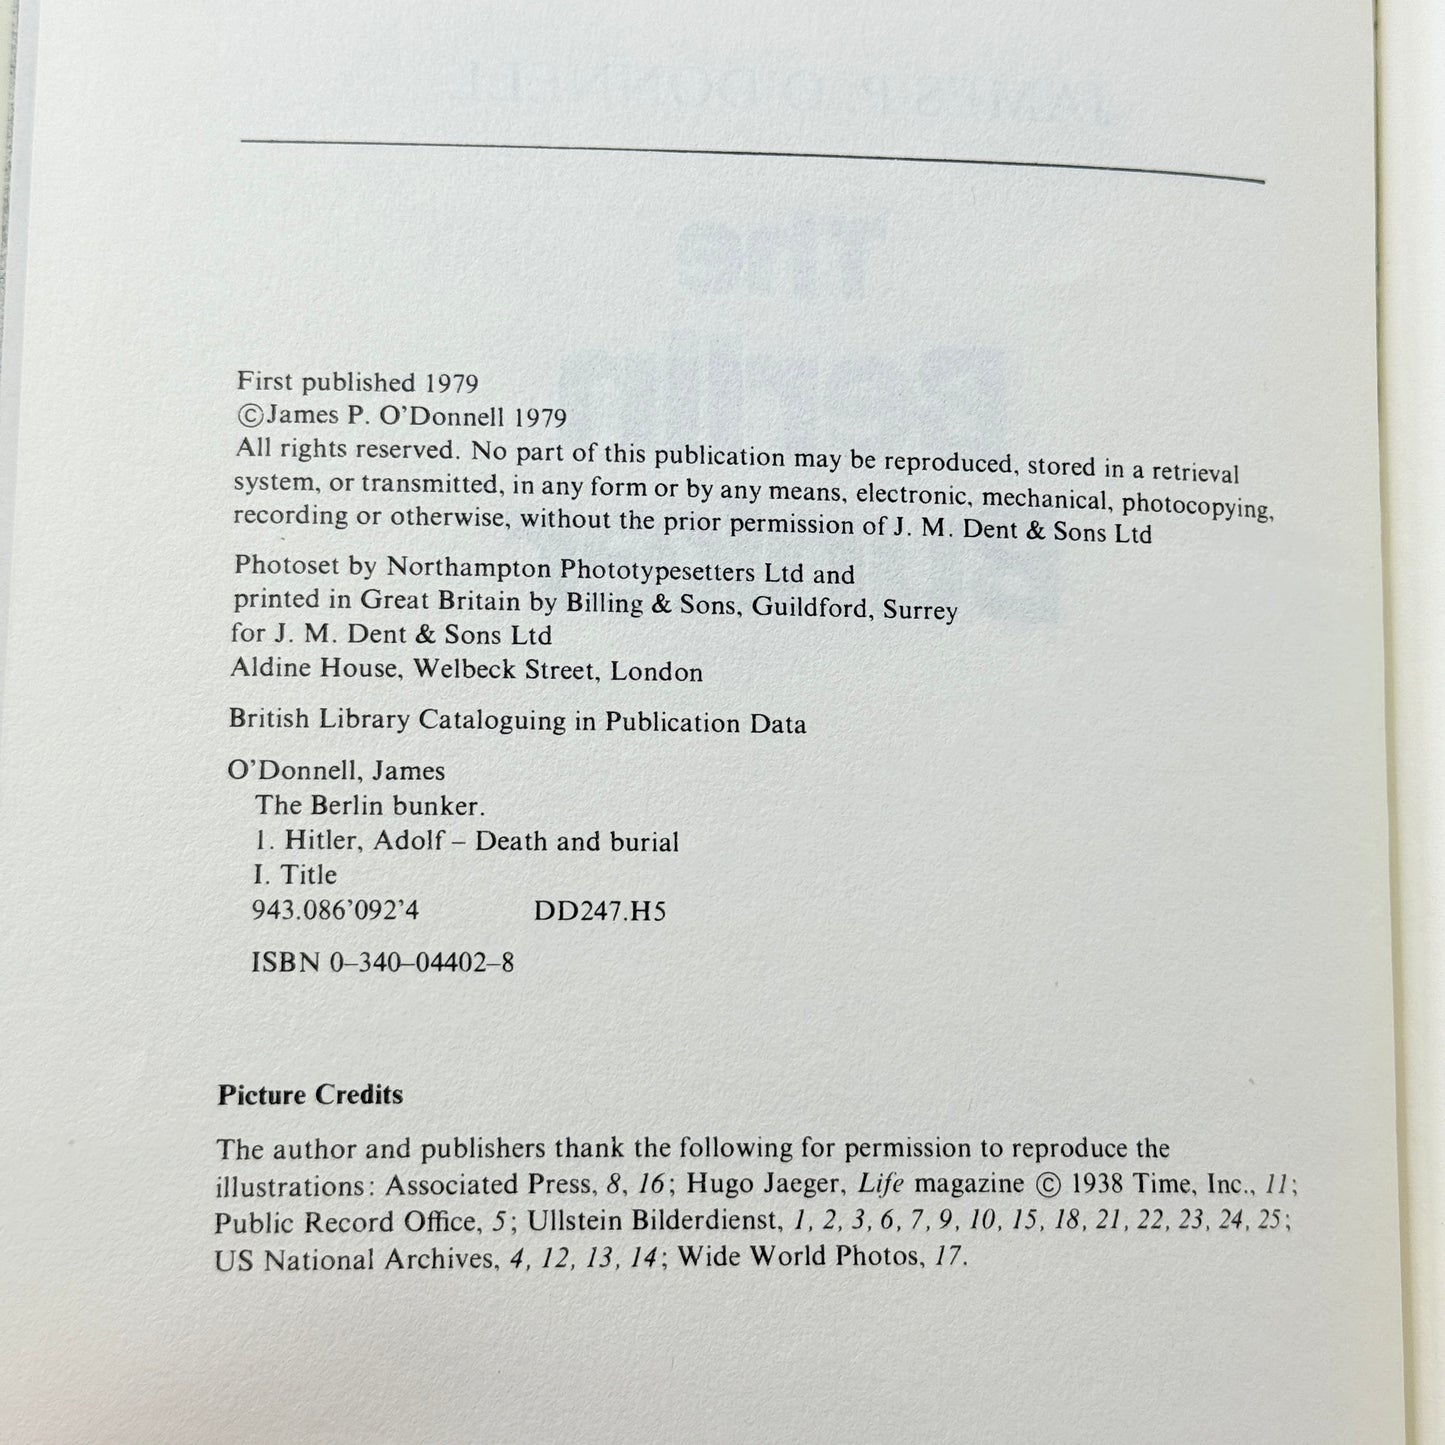 First published 1979
©James P. O'Donnell 1979
All rights reserved. No part of this publication may be reproduced, stored in a retrieval
system, or transmitted, in any form or by any means, electronic, mechanical, photocopying,
recording or otherwise, without the prior permission of J. M. Dent & Sons Ltd
Photoset by Northampton Phototypesetters Ltd and
printed in Great Britain by Billing & Sons, Guildford, Surrey
for J. M. Dent & Sons Ltd
Aldine House, Welbeck Street, London
British Library Cataloguing in Publication Data
O'Donnell, James
The Berlin bunker.
1. Hitler, Adolf – Death and burial
I. Title
943.086'092'4 DD247.H5
ISBN 0–340–04402–8
Picture Credits
The author and publishers thank the following for permission to reproduce the
illustrations: Associated Press, 8, 16; Hugo Jaeger, Life magazine © 1938 Time, Inc., 11;
Public Record Office, 5; Ullstein Bilderdienst, 1, 2, 3, 6, 7, 9, 10, 15, 18, 21, 22, 23, 24, 25;
US National Archives, 4, 12, 13, 14; Wide World Photos, 17.